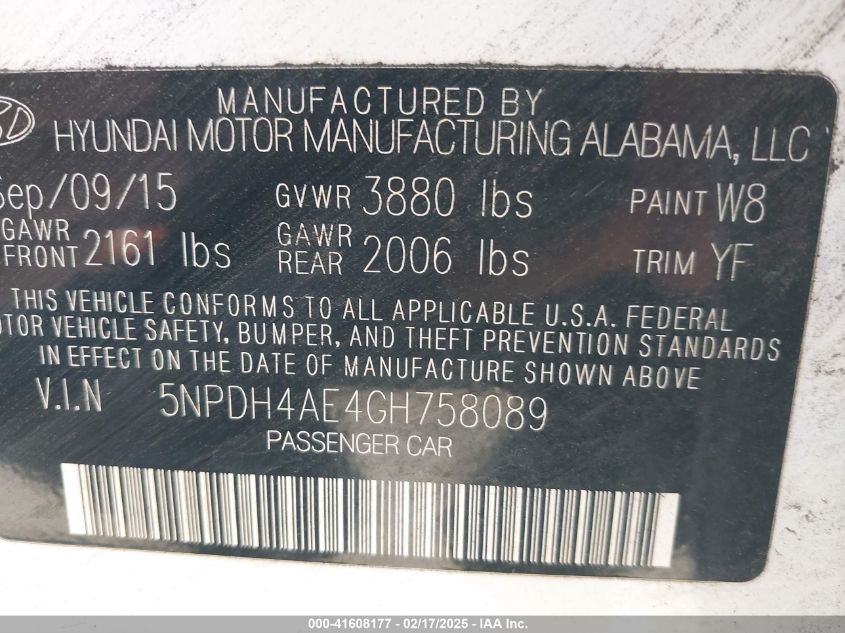 MANUFACTURED BY
HYUNDAI MOTOR MANUFACTURING ALABAMA, LLC
Sep/09/15 GVWR 3880 lbs PAINT W8
GAWR FRONT 2161 lbs GAWR REAR 2006 lbs TRIM YF
THIS VEHICLE CONFORMS TO ALL APPLICABLE U.S.A. FEDERAL
MOTOR VEHICLE SAFETY, BUMPER, AND THEFT PREVENTION STANDARDS
IN EFFECT ON THE DATE OF MANUFACTURE SHOWN ABOVE
V.I.N 5NPDH4AE4GH758089
PASSENGER CAR
000-41608177 - 02/17/2025 - IAA Inc.